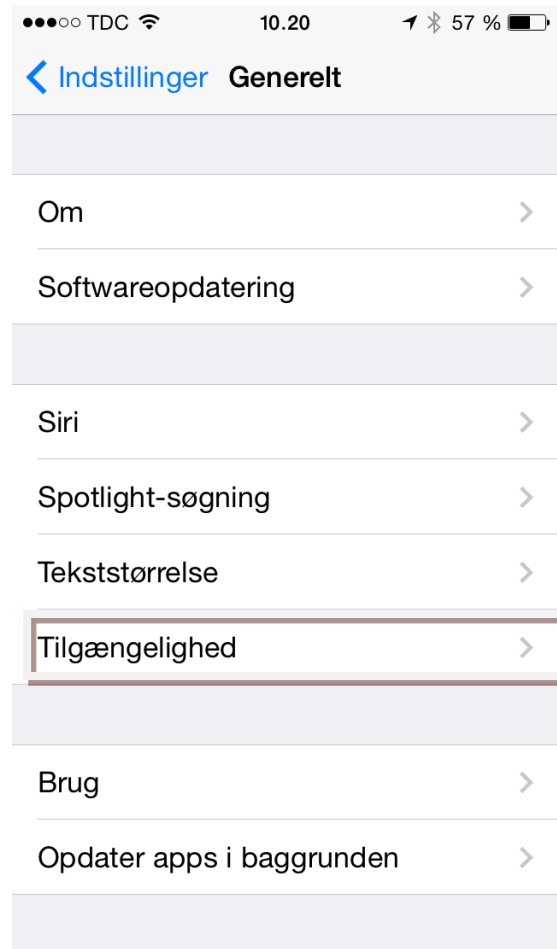 TDC 10.20 57 %
Indstillinger Generelt
Om
Softwareopdatering
Siri
Spotlight-søgning
Tekststørrelse
Tilgængelighed
Brug
Opdater apps i baggrunden